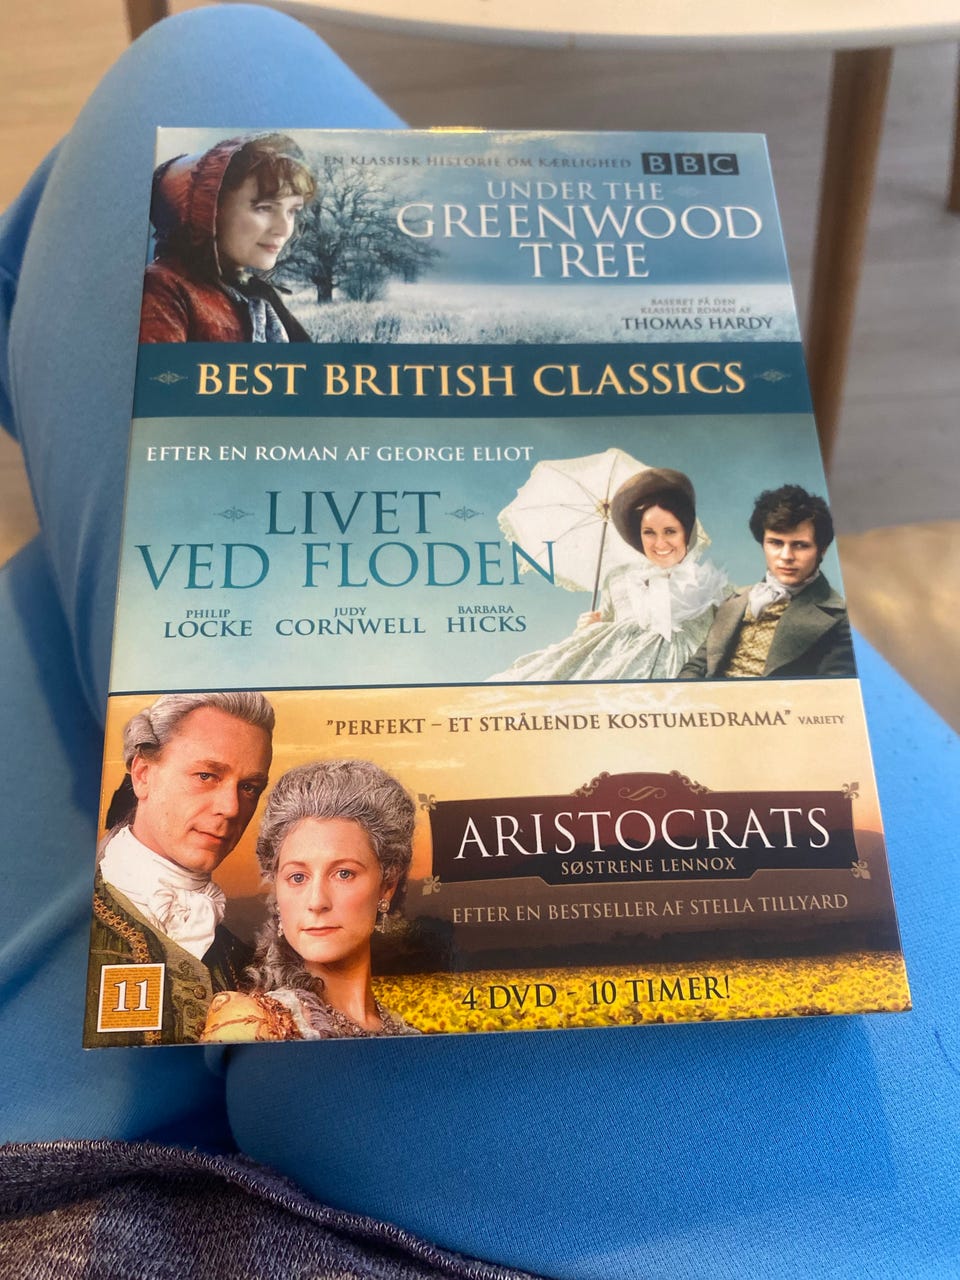 EN KLASSISK HISTORIE OM KÆRLIGHED BBC
UNDER THE
GREENWOOD
TREE
BASERET PÅ DEN
KLASSISKE ROMAN AF
THOMAS HARDY
BEST BRITISH CLASSICS
EFTER EN ROMAN AF GEORGE ELIOT
LIVET
VED FLODEN
PHILIP LOCKE JUDY CORNWELL BARBARA HICKS
"PERFEKT – ET STRÅLENDE KOSTUMEDRAMA" VARIETY
ARISTOCRATS
SØSTRENE LENNOX
EFTER EN BESTSELLER AF STELLA TILLYARD
4 DVD - 10 TIMER!
11